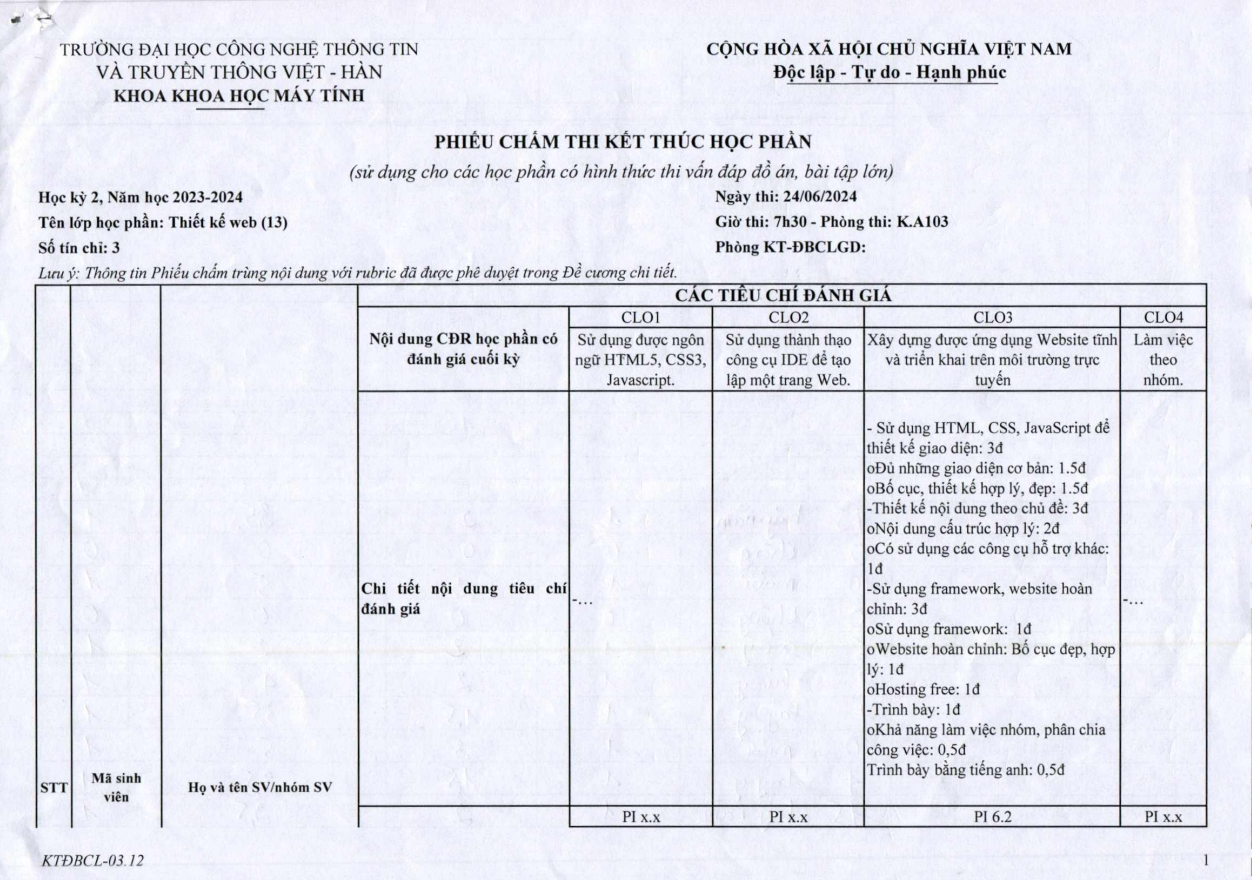 TRƯỜNG ĐẠI HỌC CÔNG NGHỆ THÔNG TIN
VÀ TRUYỀN THÔNG VIỆT - HÀN
KHOA KHOA HỌC MÁY TÍNH
CỘNG HÒA XÃ HỘI CHỦ NGHĨA VIỆT NAM
Độc lập - Tự do - Hạnh phúc
PHIẾU CHẤM THI KẾT THÚC HỌC PHẦN
(sử dụng cho các học phần có hình thức thi vấn đáp đồ án, bài tập lớn)
Học kỳ 2, Năm học 2023-2024
Tên lớp học phần: Thiết kế web (13)
Số tín chỉ: 3
Ngày thi: 24/06/2024
Giờ thi: 7h30 - Phòng thi: K.A103
Phòng KT-ĐBCLGD:
Lưu ý: Thông tin Phiếu chấm trùng nội dung với rubric đã được phê duyệt trong Đề cương chi tiết.
CÁC TIÊU CHÍ ĐÁNH GIÁ
Nội dung CĐR học phần có
đánh giá cuối kỳ
CLO1
Sử dụng được ngôn
ngữ HTML5, CSS3,
Javascript.
CLO2
Sử dụng thành thạo
công cụ IDE để tạo
lập một trang Web.
CLO3
Xây dựng được ứng dụng Website tĩnh
và triển khai trên môi trường trực
tuyến
CLO4
Làm việc
theo
nhóm.
Chi tiết nội dung tiêu chí
đánh giá
-…
- Sử dụng HTML, CSS, JavaScript để
thiết kế giao diện: 3đ
oĐủ những giao diện cơ bản: 1.5đ
oBố cục, thiết kế hợp lý, đẹp: 1.5đ
-Thiết kế nội dung theo chủ đề: 3đ
oNội dung cấu trúc hợp lý: 2đ
oCó sử dụng các công cụ hỗ trợ khác:
1đ
-Sử dụng framework, website hoàn
chỉnh: 3đ
oSử dụng framework: 1đ
oWebsite hoàn chỉnh: Bố cục đẹp, hợp
lý: 1đ
oHosting free: 1đ
-Trình bày: 1đ
oKhả năng làm việc nhóm, phân chia
công việc: 0,5đ
Trình bày bằng tiếng anh: 0,5đ
-…
STT
Mã sinh
viên
Họ và tên SV/nhóm SV
PI x.x
PI x.x
PI 6.2
PI x.x
KTĐBCL-03.12
1